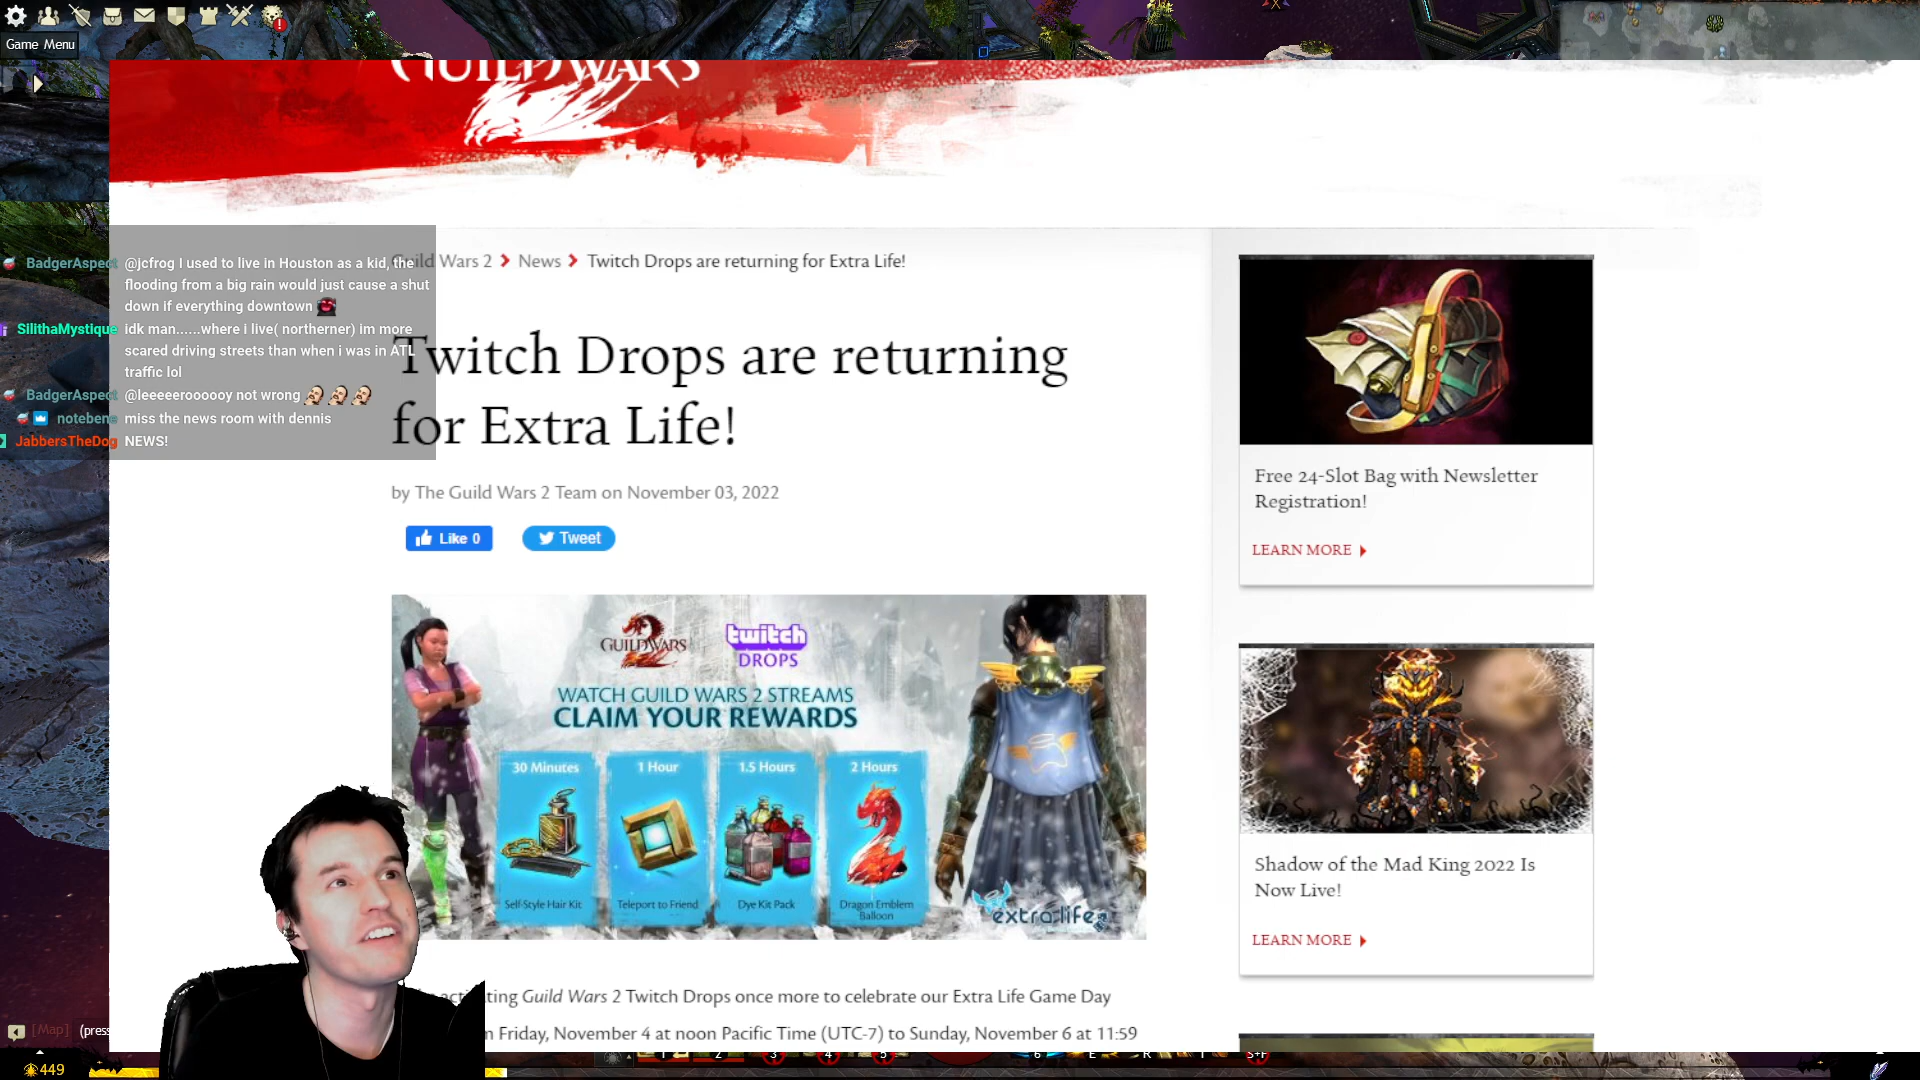 Game Menu
GUILD WARS
Guild Wars 2 News Twitch Drops are returning for Extra Life!
BadgerAspect @jcfrog I used to live in Houston as a kid, the
flooding from a big rain would just cause a shut
down if everything downtown
SilithaMystique idk man......where i live( northerner) im more
scared driving streets than when i was in ATL
traffic lol
BadgerAspect @leeeeerooooy not wrong
notebene miss the news room with dennis
JabbersTheDog NEWS!
Twitch Drops are returning
for Extra Life!
by The Guild Wars 2 Team on November 03, 2022
Like 0
Tweet
GUILD WARS 2
twitch
DROPS
WATCH GUILD WARS 2 STREAMS
CLAIM YOUR REWARDS
30 Minutes
1 Hour
1.5 Hours
2 Hours
Self-Style Hair Kit
Teleport to Friend
Dye Kit Pack
Dragon Emblem
Balloon
extra life
ting Guild Wars 2 Twitch Drops once more to celebrate our Extra Life Game Day
m Friday, November 4 at noon Pacific Time (UTC-7) to Sunday, November 6 at 11:59
Free 24-Slot Bag with Newsletter
Registration!
LEARN MORE
Shadow of the Mad King 2022 Is
Now Live!
LEARN MORE
[Map] (press
449
1 2 3 4 5 6 E R T S+F